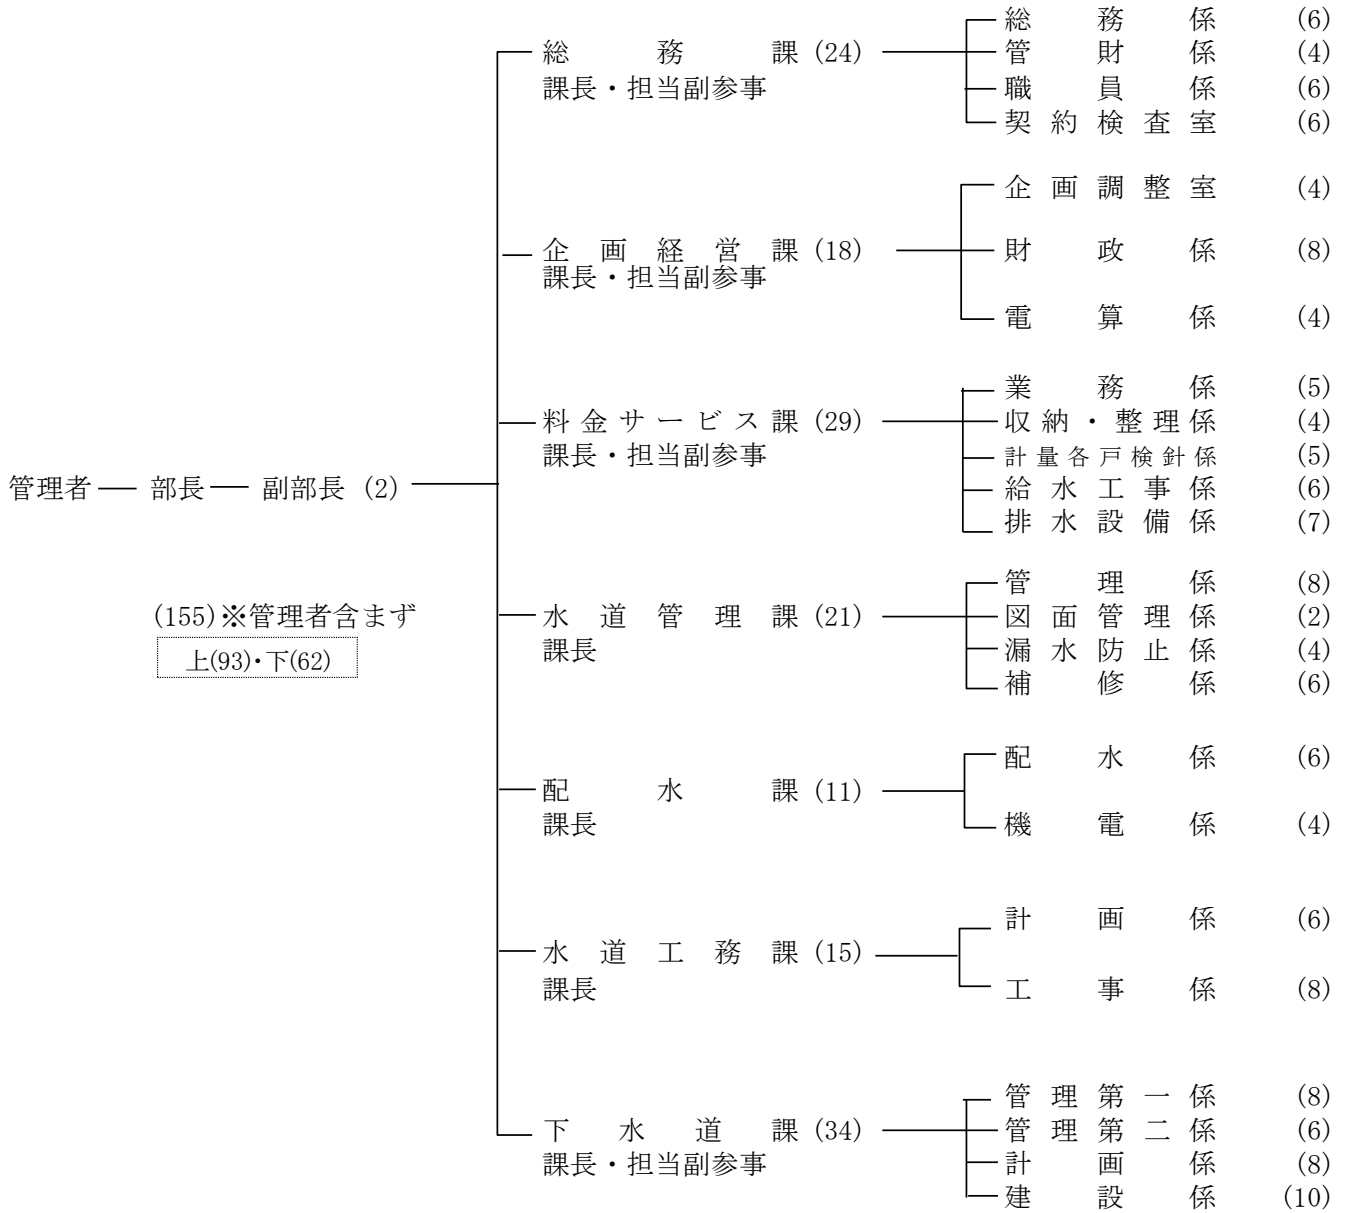 総務係 (6)
総務課 (24) 管財係 (4)
課長・担当副参事 職員係 (6)
契約検査室 (6)
企画調整室 (4)
企画経営課 (18) 財政係 (8)
課長・担当副参事
電算係 (4)
業務係 (5)
料金サービス課 (29) 収納・整理係 (4)
課長・担当副参事 計量各戸検針係 (5)
管理者 部長 副部長 (2) 給水工事係 (6)
排水設備係 (7)
管理係 (8)
(155)※管理者含まず 水道管理課 (21) 図面管理係 (2)
上(93)・下(62) 課長 漏水防止係 (4)
補修係 (6)
配水係 (6)
配水課 (11)
課長 機電係 (4)
計画係 (6)
水道工務課 (15)
課長 工事係 (8)
管理第一係 (8)
下水道課 (34) 管理第二係 (6)
課長・担当副参事 計画係 (8)
建設係 (10)